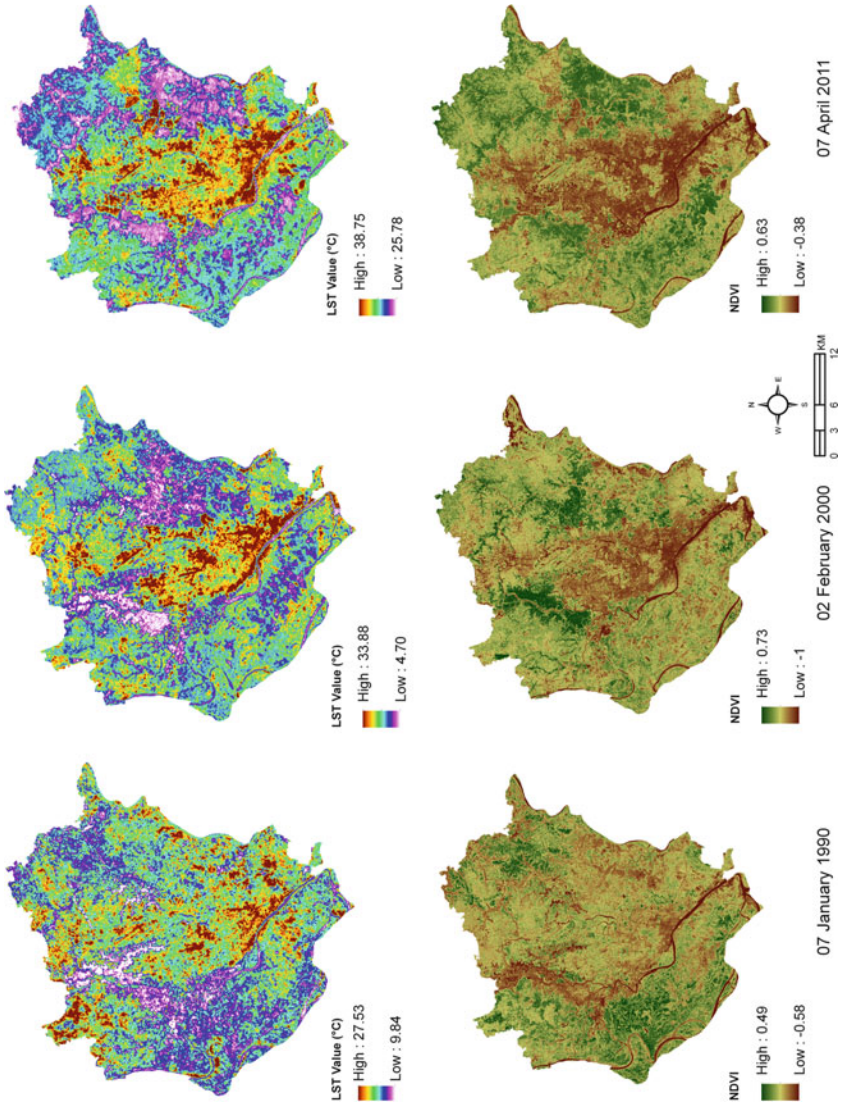 LST Value (°C)
High : 27.53
Low : 9.84
LST Value (°C)
High : 33.88
Low : 4.70
LST Value (°C)
High : 38.75
Low : 25.78
NDVI
High : 0.49
Low : -0.58
NDVI
High : 0.73
Low : -1
NDVI
High : 0.63
Low : -0.38
N
W
E
S
0 3 6 12
KM
07 January 1990
02 February 2000
07 April 2011